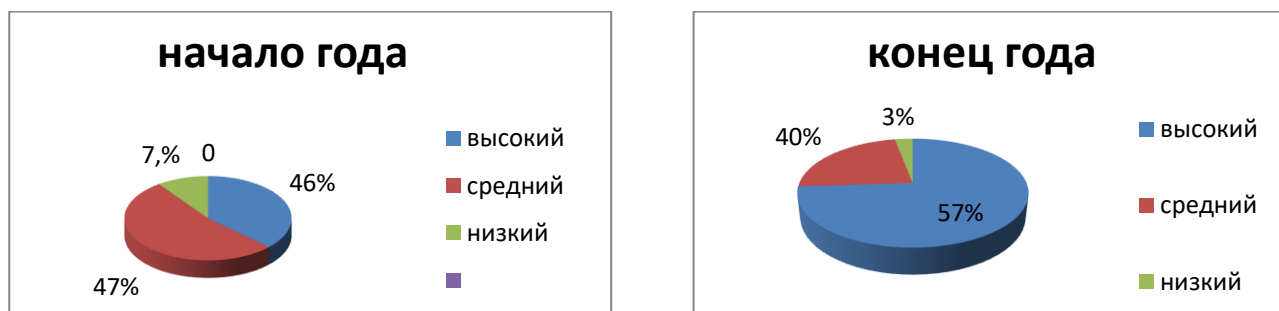 начало года
7,%
0
46%
47%
высокий
средний
низкий
конец года
3%
40%
57%
высокий
средний
низкий